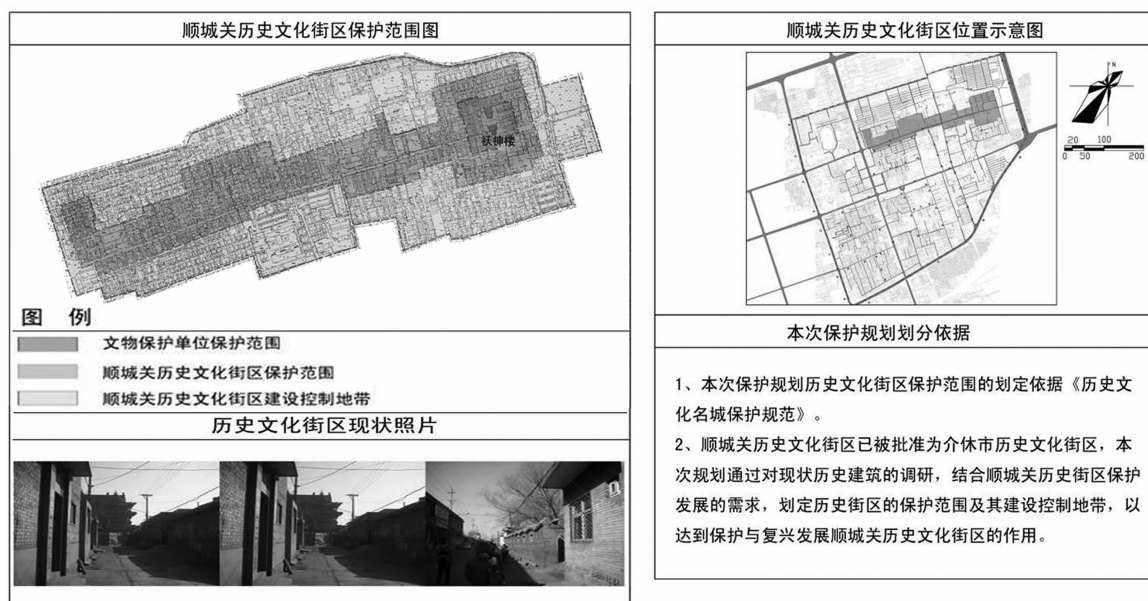 顺城关历史文化街区保护范围图
祆神楼
图 例
文物保护单位保护范围
顺城关历史文化街区保护范围
顺城关历史文化街区建设控制地带
历史文化街区现状照片
顺城关历史文化街区位置示意图
N
20 100
0 50 200
本次保护规划划分依据
1、本次保护规划历史文化街区保护范围的划定依据《历史文
化名城保护规范》。
2、顺城关历史文化街区已被批准为介休市历史文化街区，本
次规划通过对现状历史建筑的调研，结合顺城关历史街区保护
发展的需求，划定历史街区的保护范围及其建设控制地带，以
达到保护与复兴发展顺城关历史文化街区的作用。